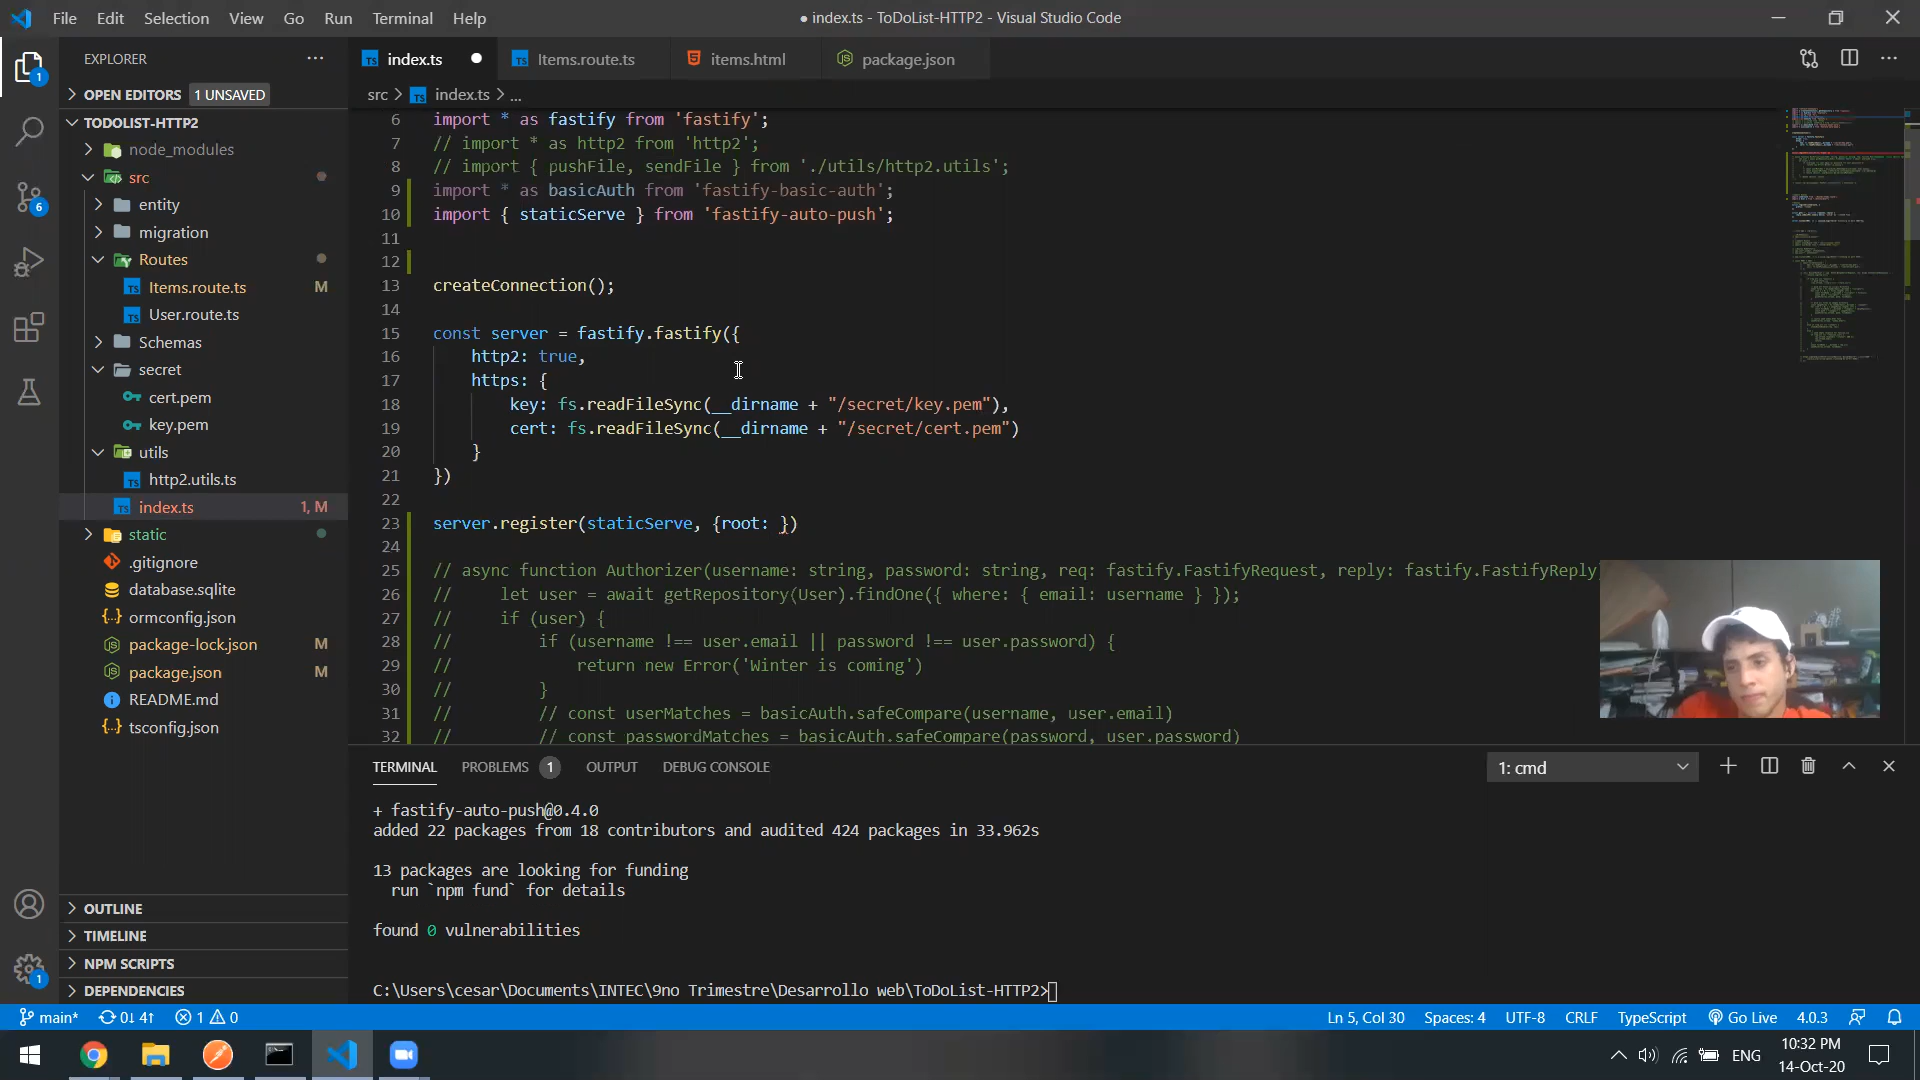 File Edit Selection View Go Run Terminal Help
● index.ts - ToDoList-HTTP2 - Visual Studio Code
EXPLORER
index.ts
Items.route.ts
items.html
package.json
OPEN EDITORS 1 UNSAVED
src > index.ts > ...
TODOLIST-HTTP2
node_modules
src
entity
migration
Routes
Items.route.ts M
User.route.ts
Schemas
secret
cert.pem
key.pem
utils
http2.utils.ts
index.ts 1, M
static
.gitignore
database.sqlite
ormconfig.json
package-lock.json M
package.json M
README.md
tsconfig.json
OUTLINE
TIMELINE
NPM SCRIPTS
DEPENDENCIES
1
6
1
6 import * as fastify from 'fastify';
7 // import * as http2 from 'http2';
8 // import { pushFile, sendFile } from './utils/http2.utils';
9 import * as basicAuth from 'fastify-basic-auth';
10 import { staticServe } from 'fastify-auto-push';
11
12
13 createConnection();
14
15 const server = fastify.fastify({
16 http2: true,
17 https: {
18 key: fs.readFileSync(__dirname + "/secret/key.pem"),
19 cert: fs.readFileSync(__dirname + "/secret/cert.pem")
20 }
21 })
22
23 server.register(staticServe, {root: })
24
25 // async function Authorizer(username: string, password: string, req: fastify.FastifyRequest, reply: fastify.FastifyReply
26 // let user = await getRepository(User).findOne({ where: { email: username } });
27 // if (user) {
28 // if (username !== user.email || password !== user.password) {
29 // return new Error('Winter is coming')
30 // }
31 // // const userMatches = basicAuth.safeCompare(username, user.email)
32 // // const passwordMatches = basicAuth.safeCompare(password, user.password)
TERMINAL PROBLEMS 1 OUTPUT DEBUG CONSOLE
1: cmd
+ fastify-auto-push@0.4.0
added 22 packages from 18 contributors and audited 424 packages in 33.962s
13 packages are looking for funding
run `npm fund` for details
found 0 vulnerabilities
C:\Users\cesar\Documents\INTEC\9no Trimestre\Desarrollo web\ToDoList-HTTP2>
main* 0↓ 4↑ 1 0
Ln 5, Col 30 Spaces: 4 UTF-8 CRLF TypeScript Go Live 4.0.3
ENG
10:32 PM
14-Oct-20